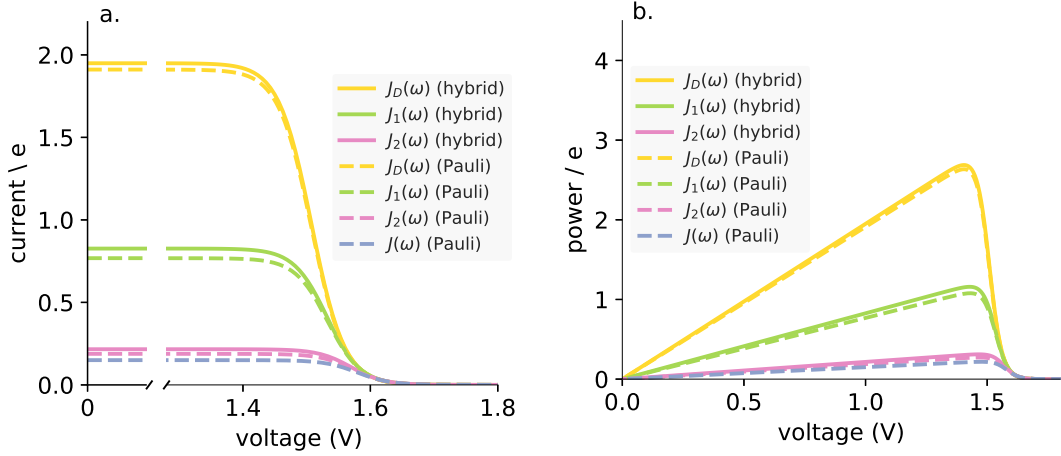 a.
2.0
1.5
1.0
0.5
0.0
current \ e
J_D(ω) (hybrid)
J_1(ω) (hybrid)
J_2(ω) (hybrid)
J_D(ω) (Pauli)
J_1(ω) (Pauli)
J_2(ω) (Pauli)
J(ω) (Pauli)
0 1.4 1.6 1.8
voltage (V)
b.
4
3
2
1
0
power / e
J_D(ω) (hybrid)
J_1(ω) (hybrid)
J_2(ω) (hybrid)
J_D(ω) (Pauli)
J_1(ω) (Pauli)
J_2(ω) (Pauli)
J(ω) (Pauli)
0.0 0.5 1.0 1.5
voltage (V)